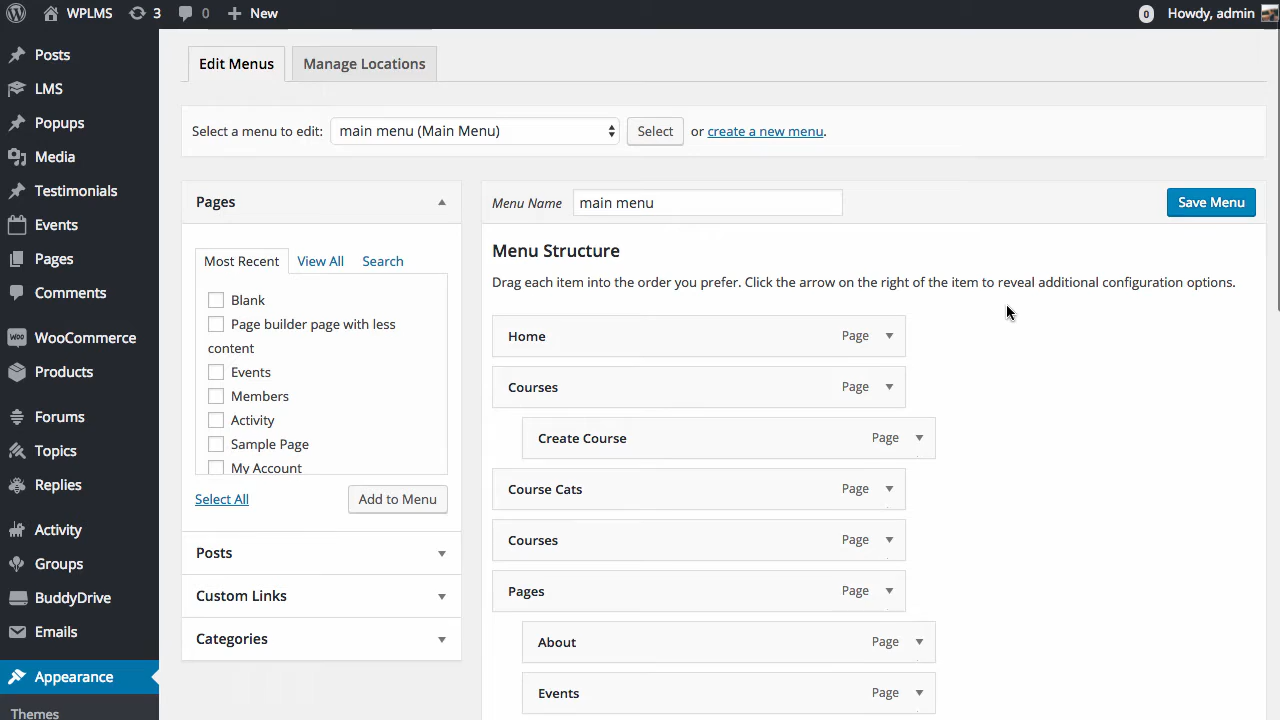 WPLMS 3 0 New 0 Howdy, admin
Posts
LMS
Popups
Media
Testimonials
Events
Pages
Comments
WooCommerce
Products
Forums
Topics
Replies
Activity
Groups
BuddyDrive
Emails
Appearance
Themes
Edit Menus Manage Locations
Select a menu to edit: main menu (Main Menu) Select or create a new menu.
Pages
Most Recent View All Search
Blank
Page builder page with less
content
Events
Members
Activity
Sample Page
My Account
Select All Add to Menu
Posts
Custom Links
Categories
Menu Name main menu Save Menu
Menu Structure
Drag each item into the order you prefer. Click the arrow on the right of the item to reveal additional configuration options.
Home Page
Courses Page
Create Course Page
Course Cats Page
Courses Page
Pages Page
About Page
Events Page